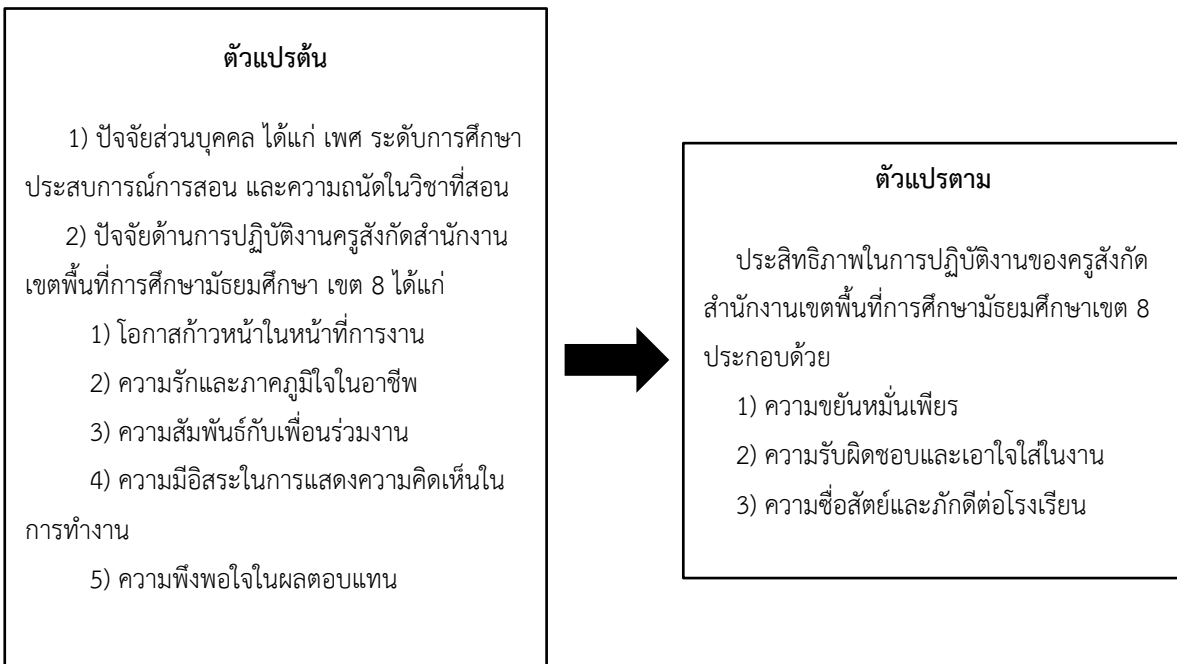 ตัวแปรต้น
1) ปัจจัยส่วนบุคคล ได้แก่ เพศ ระดับการศึกษา
ประสบการณ์การสอน และความถนัดในวิชาที่สอน
2) ปัจจัยด้านการปฏิบัติงานครูสังกัดสำนักงาน
เขตพื้นที่การศึกษามัธยมศึกษา เขต 8 ได้แก่
1) โอกาสก้าวหน้าในหน้าที่การงาน
2) ความรักและภาคภูมิใจในอาชีพ
3) ความสัมพันธ์กับเพื่อนร่วมงาน
4) ความมีอิสระในการแสดงความคิดเห็นใน
การทำงาน
5) ความพึงพอใจในผลตอบแทน
ตัวแปรตาม
ประสิทธิภาพในการปฏิบัติงานของครูสังกัด
สำนักงานเขตพื้นที่การศึกษามัธยมศึกษาเขต 8
ประกอบด้วย
1) ความขยันหมั่นเพียร
2) ความรับผิดชอบและเอาใจใส่ในงาน
3) ความซื่อสัตย์และภักดีต่อโรงเรียน